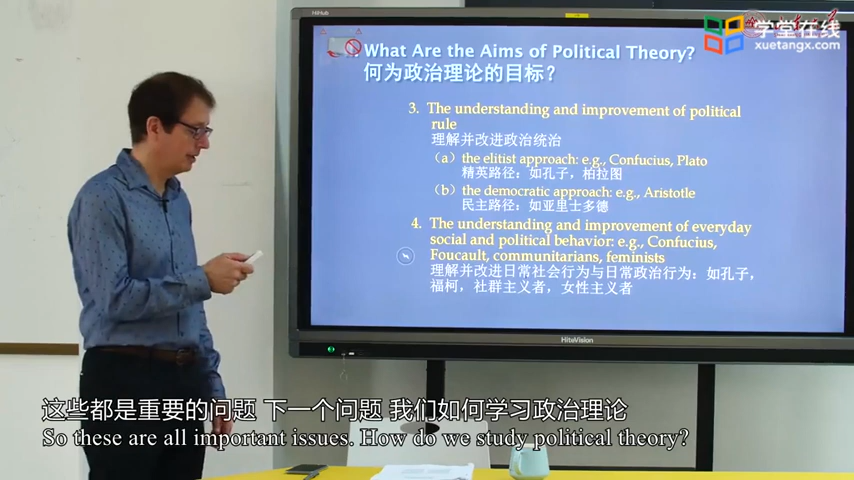 HiHub
HiteVision
学堂在线
xuetangx.com
What Are the Aims of Political Theory?
何为政治理论的目标？
3. The understanding and improvement of political
rule
理解并改进政治统治
（a）the elitist approach: e.g., Confucius, Plato
精英路径：如孔子，柏拉图
（b）the democratic approach: e.g., Aristotle
民主路径：如亚里士多德
4. The understanding and improvement of everyday
social and political behavior: e.g., Confucius,
Foucault, communitarians, feminists
理解并改进日常社会行为与日常政治行为：如孔子，
福柯，社群主义者，女性主义者
HiteVision
这些都是重要的问题 下一个问题 我们如何学习政治理论
So these are all important issues. How do we study political theory?